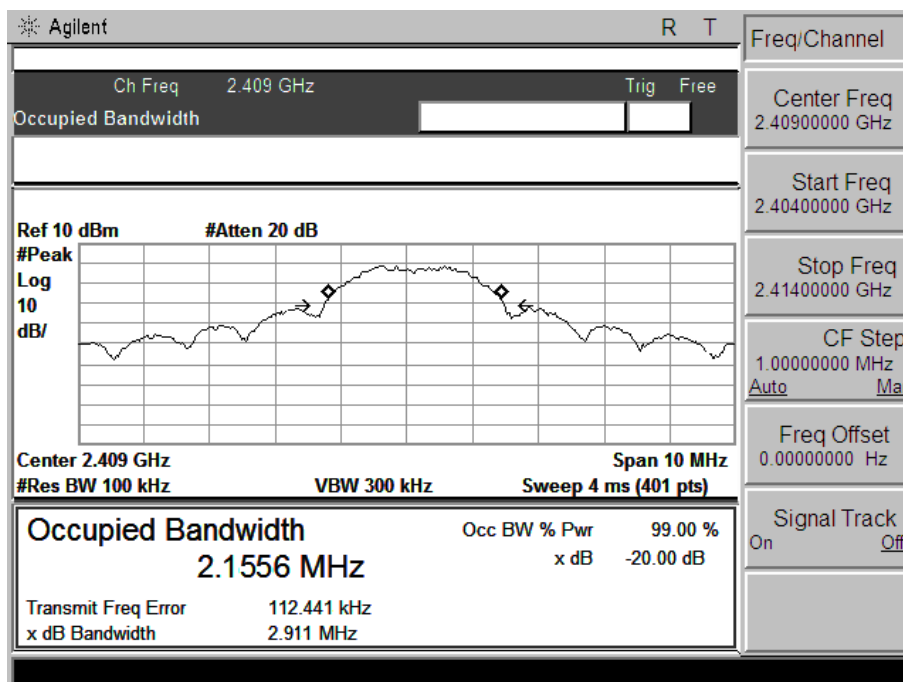 Agilent R T
Ch Freq 2.409 GHz Trig Free
Occupied Bandwidth
Ref 10 dBm #Atten 20 dB
#Peak
Log
10
dB/
Center 2.409 GHz Span 10 MHz
#Res BW 100 kHz VBW 300 kHz Sweep 4 ms (401 pts)
Occupied Bandwidth Occ BW % Pwr 99.00 %
2.1556 MHz x dB -20.00 dB
Transmit Freq Error 112.441 kHz
x dB Bandwidth 2.911 MHz
Freq/Channel
Center Freq
2.40900000 GHz
Start Freq
2.40400000 GHz
Stop Freq
2.41400000 GHz
CF Step
1.00000000 MHz
Auto Ma
Freq Offset
0.00000000 Hz
Signal Track
On Off